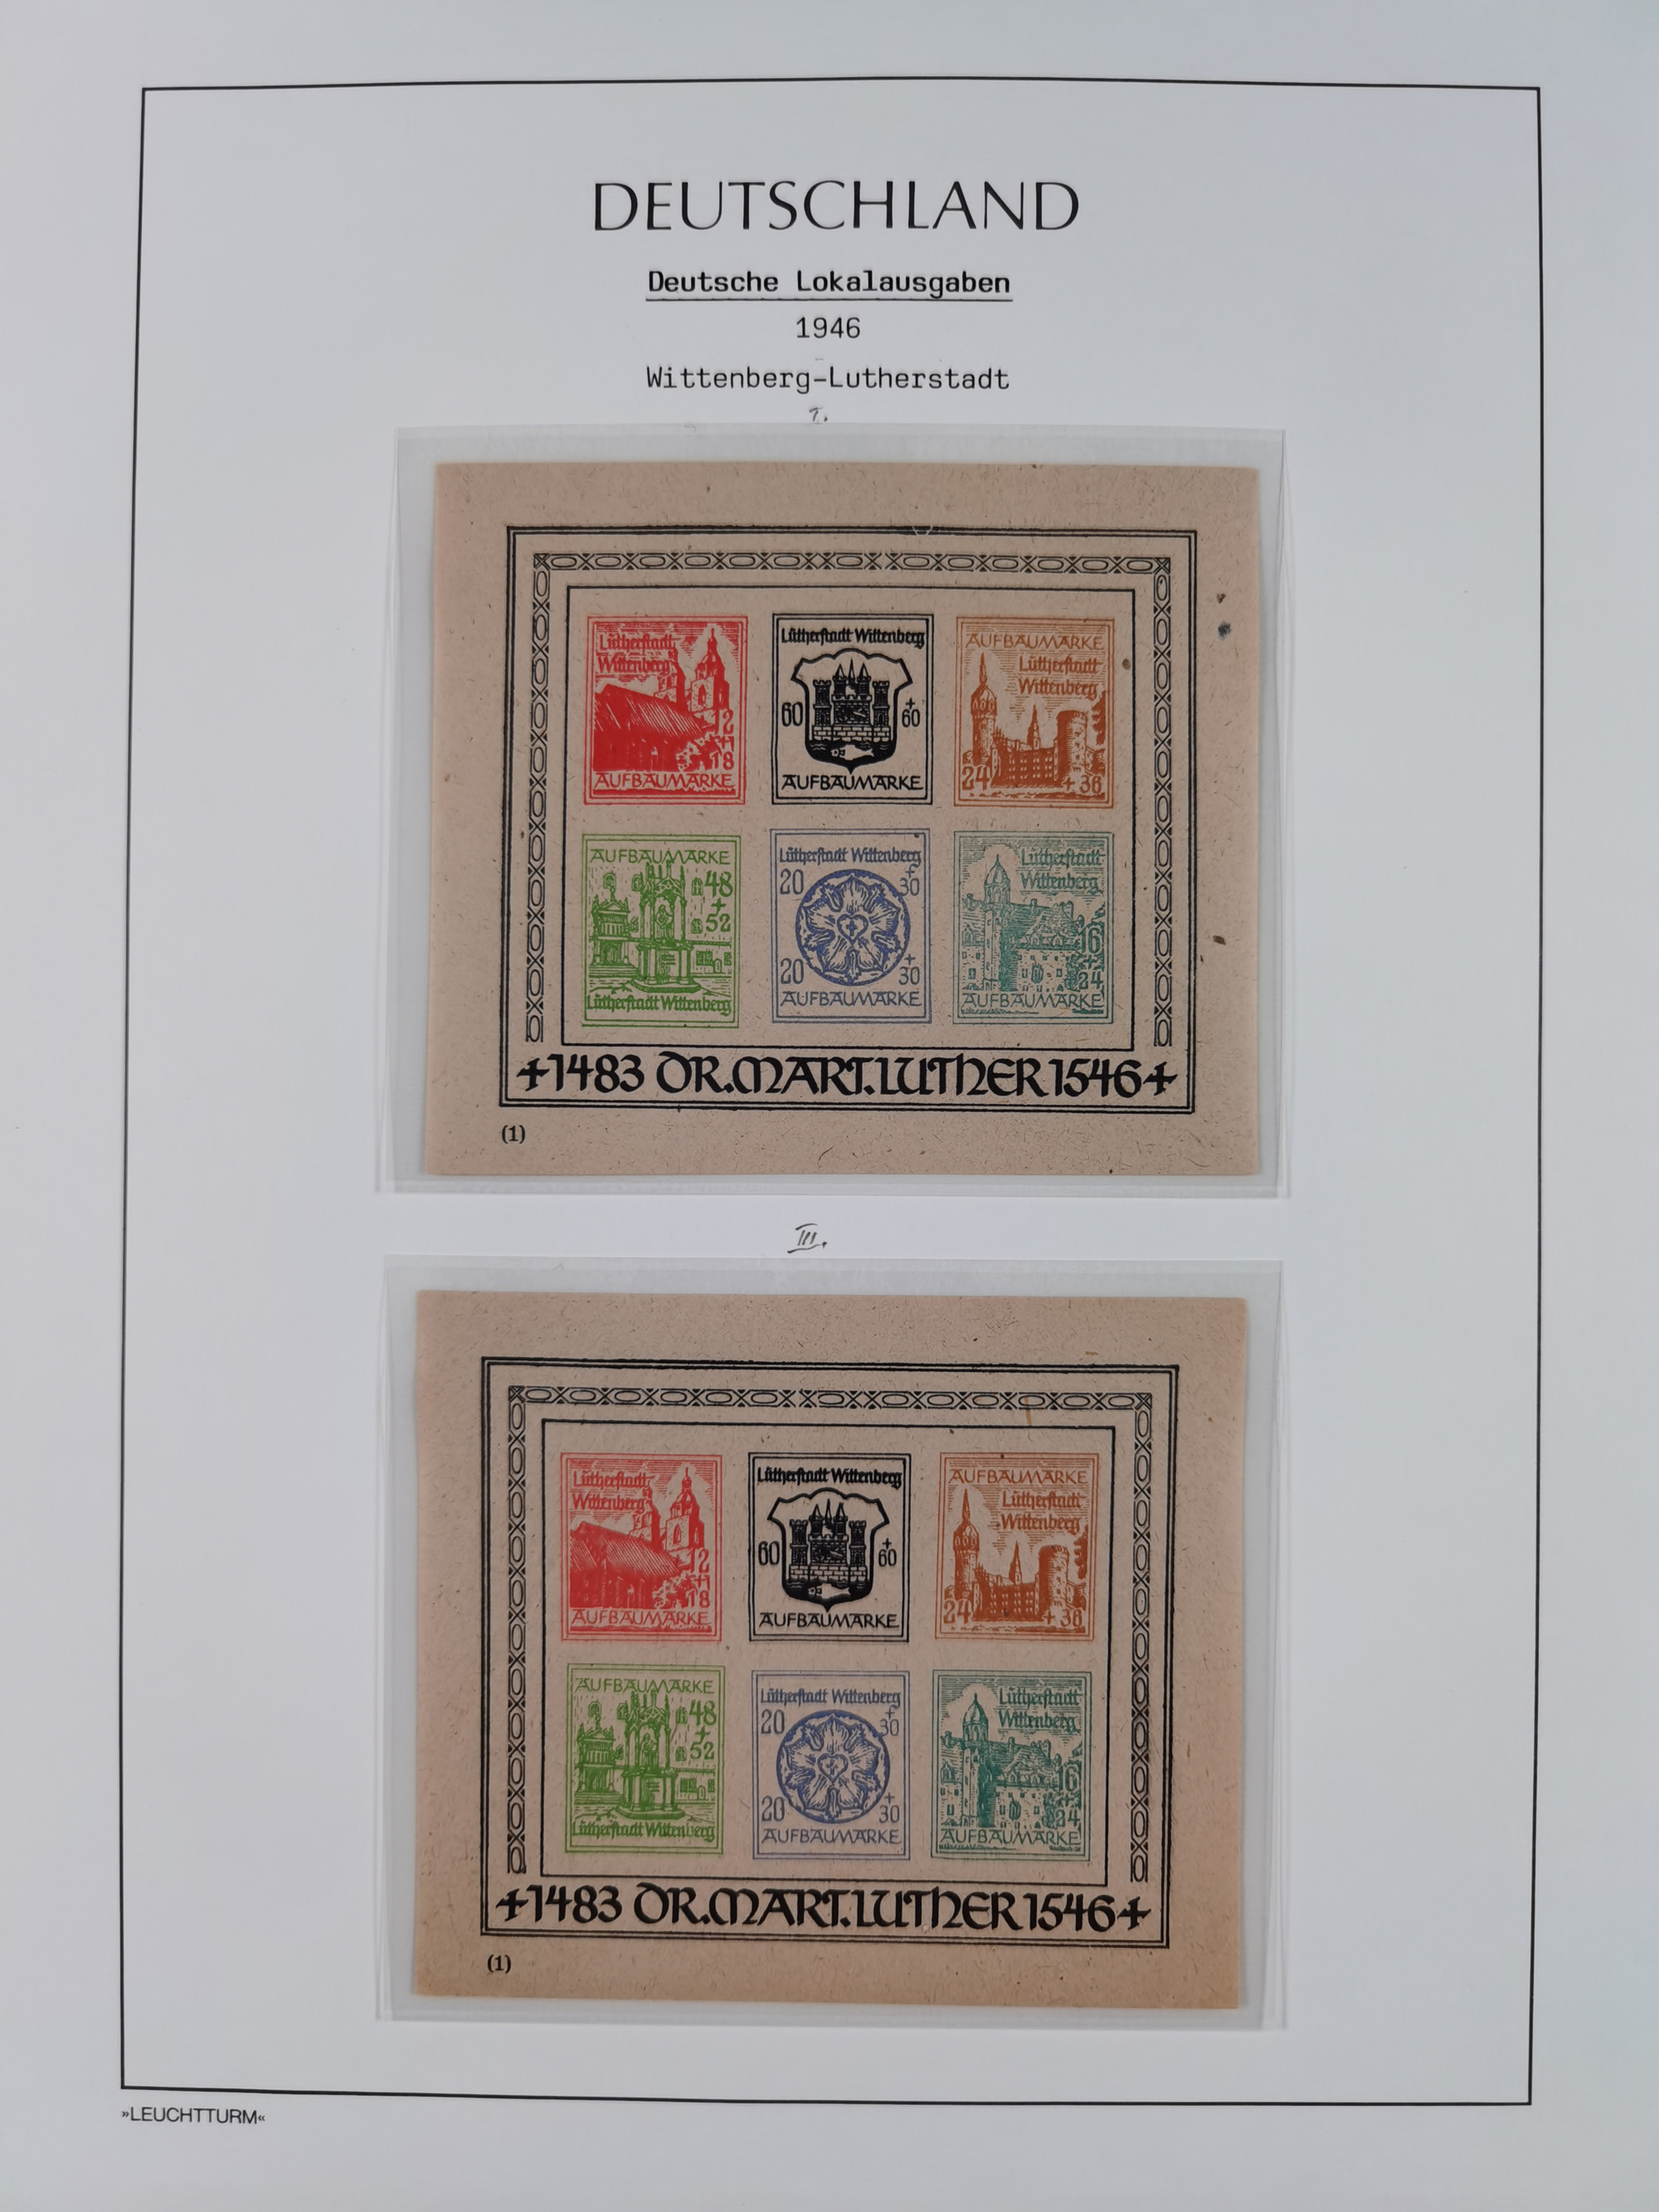 DEUTSCHLAND
Deutsche Lokalausgaben
1946
Wittenberg-Lutherstadt
I.
Lutherstadt
Wittenberg
12
+
18
AUFBAUMARKE
Lutherstadt Wittenberg
60 + 60
AUFBAUMARKE
AUFBAUMARKE
Lutherstadt
Wittenberg
24 + 36
AUFBAUMARKE
48
+
52
Lutherstadt Wittenberg
Lutherstadt Wittenberg
20 + 30
20 + 30
AUFBAUMARKE
Lutherstadt
Wittenberg
16
+
24
AUFBAUMARKE
+1483 DR.MART.LUTHER 1546+
(1)
III.
Lutherstadt
Wittenberg
12
+
18
AUFBAUMARKE
Lutherstadt Wittenberg
60 + 60
AUFBAUMARKE
AUFBAUMARKE
Lutherstadt
Wittenberg
24 + 36
AUFBAUMARKE
48
+
52
Lutherstadt Wittenberg
Lutherstadt Wittenberg
20 + 30
20 + 30
AUFBAUMARKE
Lutherstadt
Wittenberg
16
+
24
AUFBAUMARKE
+1483 DR.MART.LUTHER 1546+
(1)
»LEUCHTTURM«